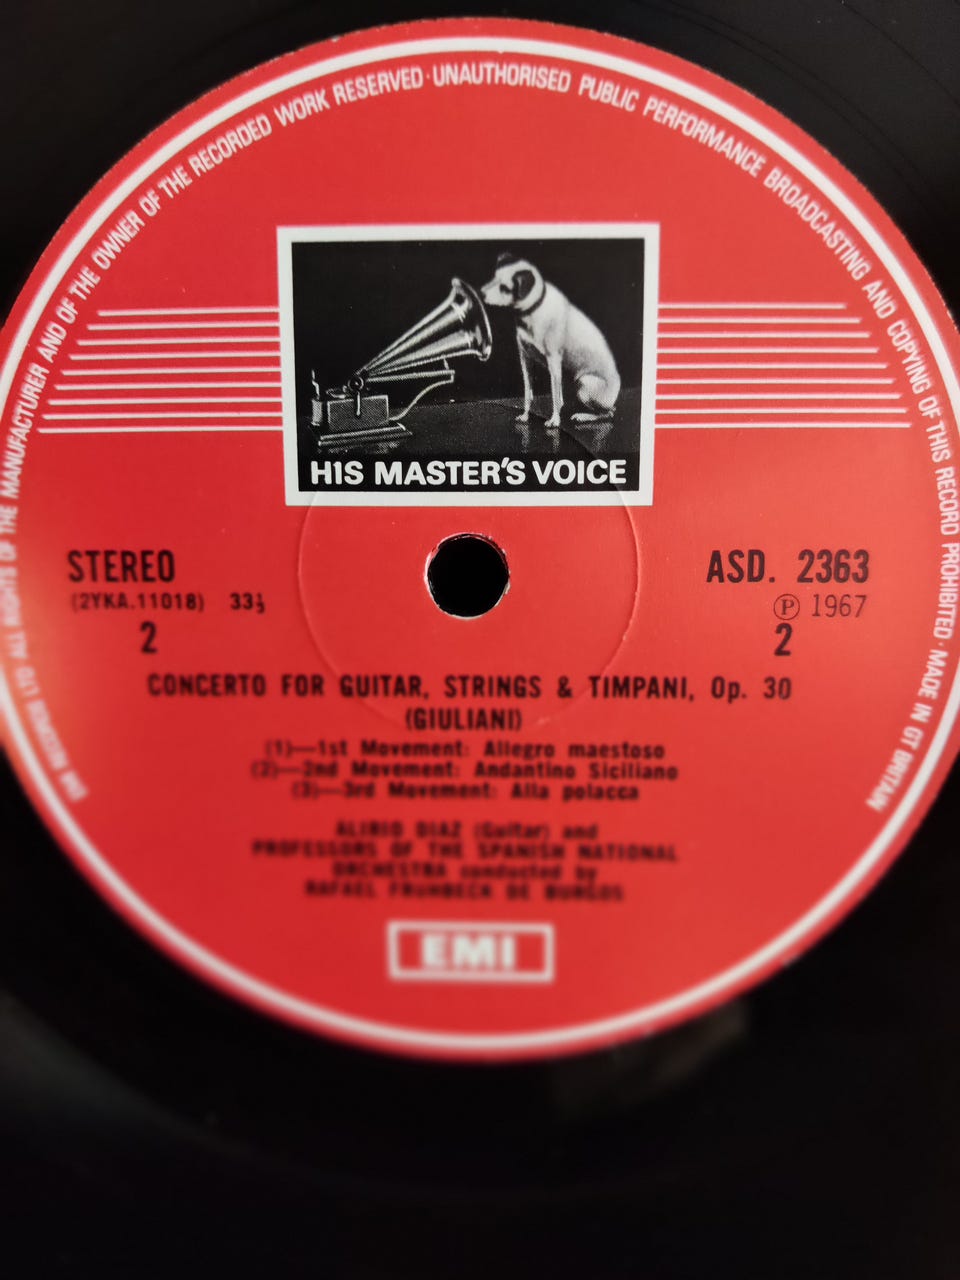 EMI RECORDS LTD. ALL RIGHTS OF THE MANUFACTURER AND OF THE OWNER OF THE RECORDED WORK RESERVED · UNAUTHORISED PUBLIC PERFORMANCE BROADCASTING AND COPYING OF THIS RECORD PROHIBITED · MADE IN GT BRITAIN
HIS MASTER'S VOICE
STEREO
(2YKA.11018) 33⅓
2
ASD. 2363
Ⓟ 1967
2
CONCERTO FOR GUITAR, STRINGS & TIMPANI, Op. 30
(GIULIANI)
(1)—1st Movement: Allegro maestoso
(2)—2nd Movement: Andantino Siciliano
(3)—3rd Movement: Alla polacca
ALIRIO DIAZ (Guitar) and
PROFESSORS OF THE SPANISH NATIONAL
ORCHESTRA conducted by
RAFAEL FRUHBECK DE BURGOS
EMI